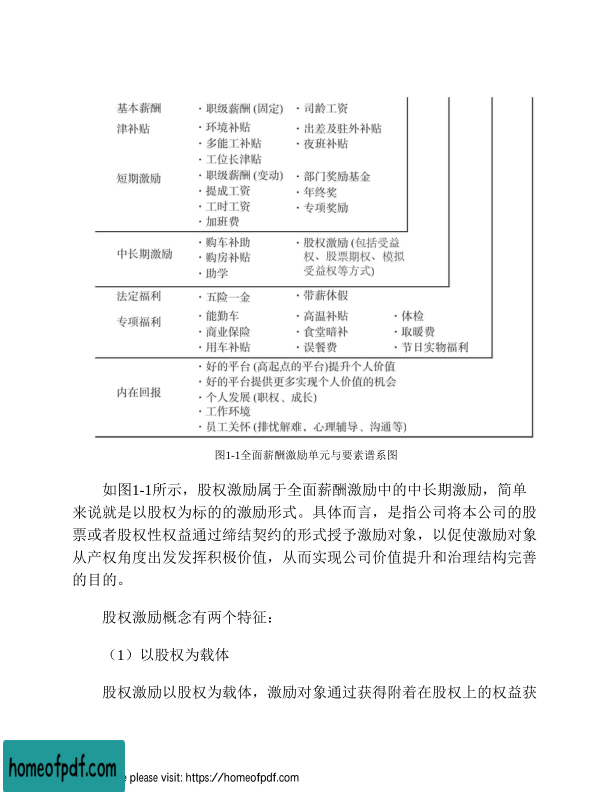 基本薪酬 ·职级薪酬 (固定) ·司龄工资
津补贴 ·环境补贴 ·出差及驻外补贴
·多能工补贴 ·夜班补贴
·工位长津贴
短期激励 ·职级薪酬 (变动) ·部门奖励基金
·提成工资 ·年终奖
·工时工资 ·专项奖励
·加班费
中长期激励 ·购车补助 ·股权激励 (包括受益
·购房补贴 权、股票期权、模拟
·助学 受益权等方式)
法定福利 ·五险一金 ·带薪休假
专项福利 ·能勤车 ·高温补贴 ·体检
·商业保险 ·食堂暗补 ·取暖费
·用车补贴 ·误餐费 ·节日实物福利
内在回报 ·好的平台 (高起点的平台)提升个人价值
·好的平台提供更多实现个人价值的机会
·个人发展 (职权、成长)
·工作环境
·员工关怀 (排忧解难，心理辅导、沟通等)
图1-1全面薪酬激励单元与要素谱系图
如图1-1所示，股权激励属于全面薪酬激励中的中长期激励，简单
来说就是以股权为标的的激励形式。具体而言，是指公司将本公司的股
票或者股权性权益通过缔结契约的形式授予激励对象，以促使激励对象
从产权角度出发发挥积极价值，从而实现公司价值提升和治理结构完善
的目的。
股权激励概念有两个特征：
（1）以股权为载体
股权激励以股权为载体，激励对象通过获得附着在股权上的权益获
homeofpdf.com
e please visit: https://homeofpdf.com